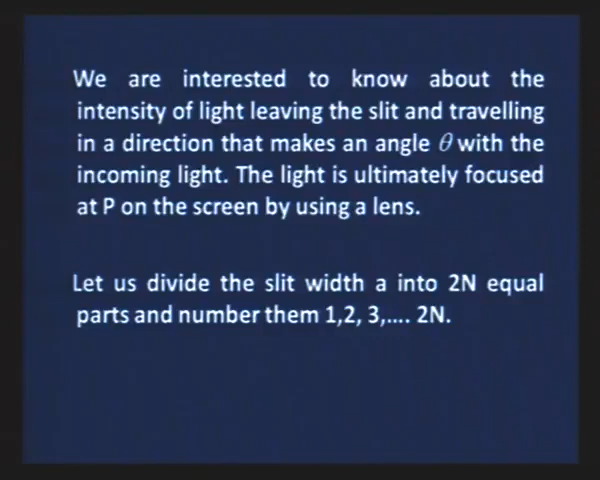 We are interested to know about the
intensity of light leaving the slit and travelling
in a direction that makes an angle θ with the
incoming light. The light is ultimately focused
at P on the screen by using a lens.
Let us divide the slit width a into 2N equal
parts and number them 1,2, 3,.... 2N.